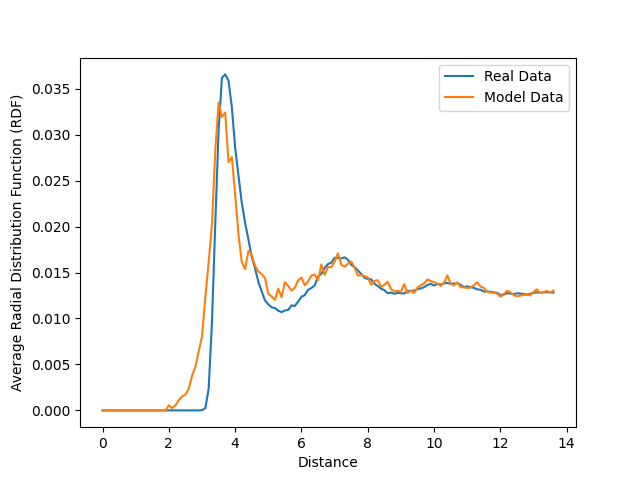 Average Radial Distribution Function (RDF)
0.035
0.030
0.025
0.020
0.015
0.010
0.005
0.000
0 2 4 6 8 10 12 14
Distance
Real Data
Model Data